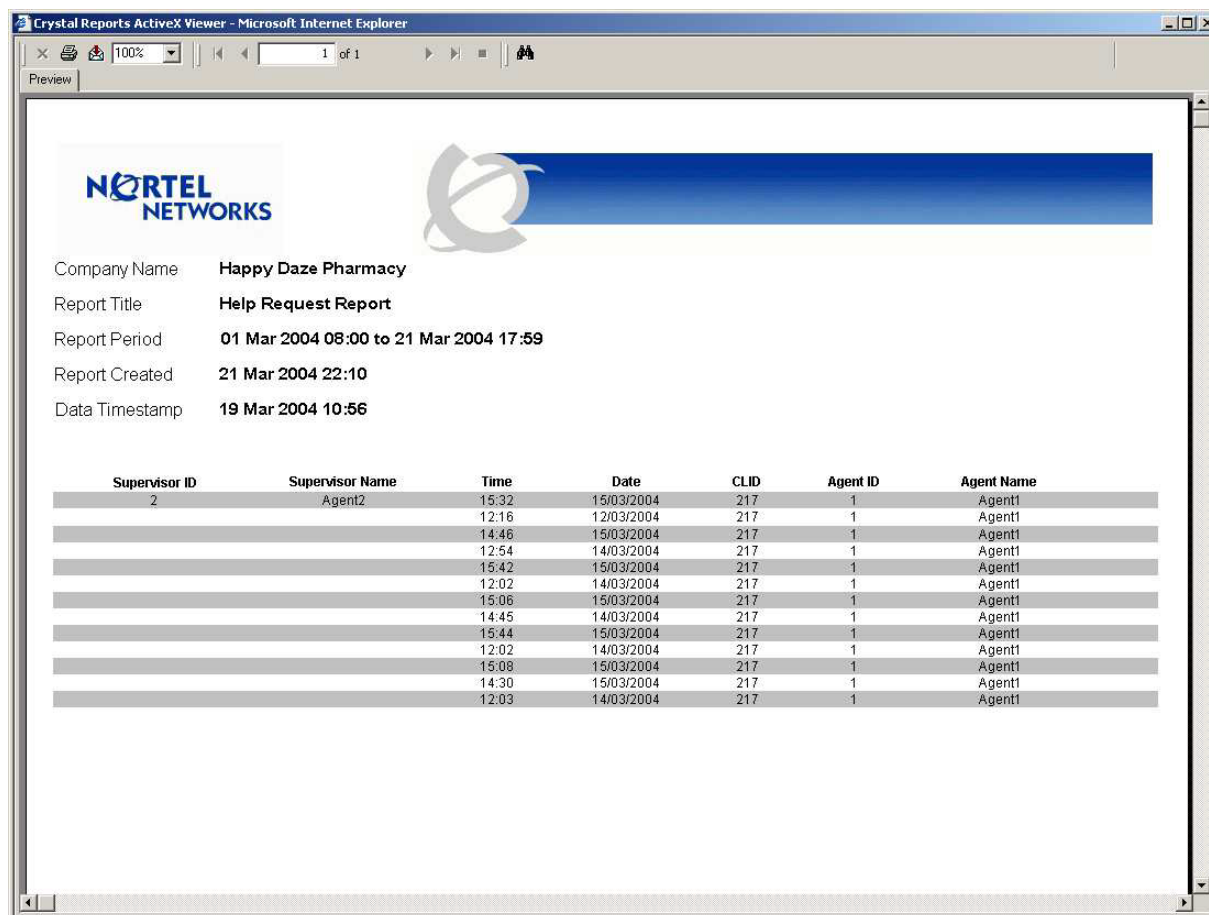 Crystal Reports ActiveX Viewer - Microsoft Internet Explorer
100% 1 of 1
Preview
NORTEL
NETWORKS
Company Name Happy Daze Pharmacy
Report Title Help Request Report
Report Period 01 Mar 2004 08:00 to 21 Mar 2004 17:59
Report Created 21 Mar 2004 22:10
Data Timestamp 19 Mar 2004 10:56
Supervisor ID Supervisor Name Time Date CLID Agent ID Agent Name
2 Agent2 15:32 15/03/2004 217 1 Agent1
12:16 12/03/2004 217 1 Agent1
14:46 15/03/2004 217 1 Agent1
12:54 14/03/2004 217 1 Agent1
15:42 15/03/2004 217 1 Agent1
12:02 14/03/2004 217 1 Agent1
15:06 15/03/2004 217 1 Agent1
14:45 14/03/2004 217 1 Agent1
15:44 15/03/2004 217 1 Agent1
12:02 14/03/2004 217 1 Agent1
15:08 15/03/2004 217 1 Agent1
14:30 15/03/2004 217 1 Agent1
12:03 14/03/2004 217 1 Agent1